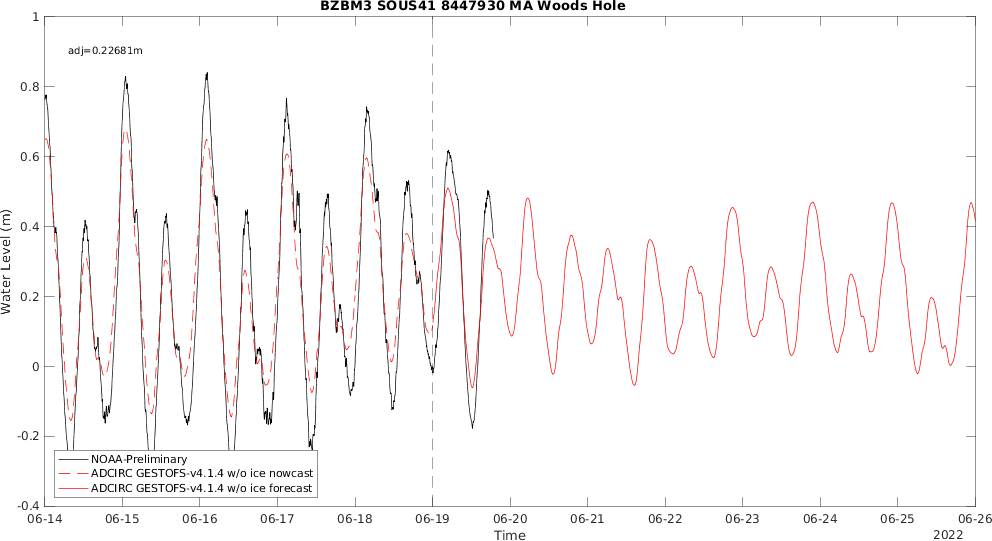 BZBM3 SOUS41 8447930 MA Woods Hole
adj=0.22681m
Water Level (m)
1
0.8
0.6
0.4
0.2
0
-0.2
-0.4
NOAA-Preliminary
ADCIRC GESTOFS-v4.1.4 w/o ice nowcast
ADCIRC GESTOFS-v4.1.4 w/o ice forecast
06-14 06-15 06-16 06-17 06-18 06-19 06-20 06-21 06-22 06-23 06-24 06-25 06-26
Time
2022